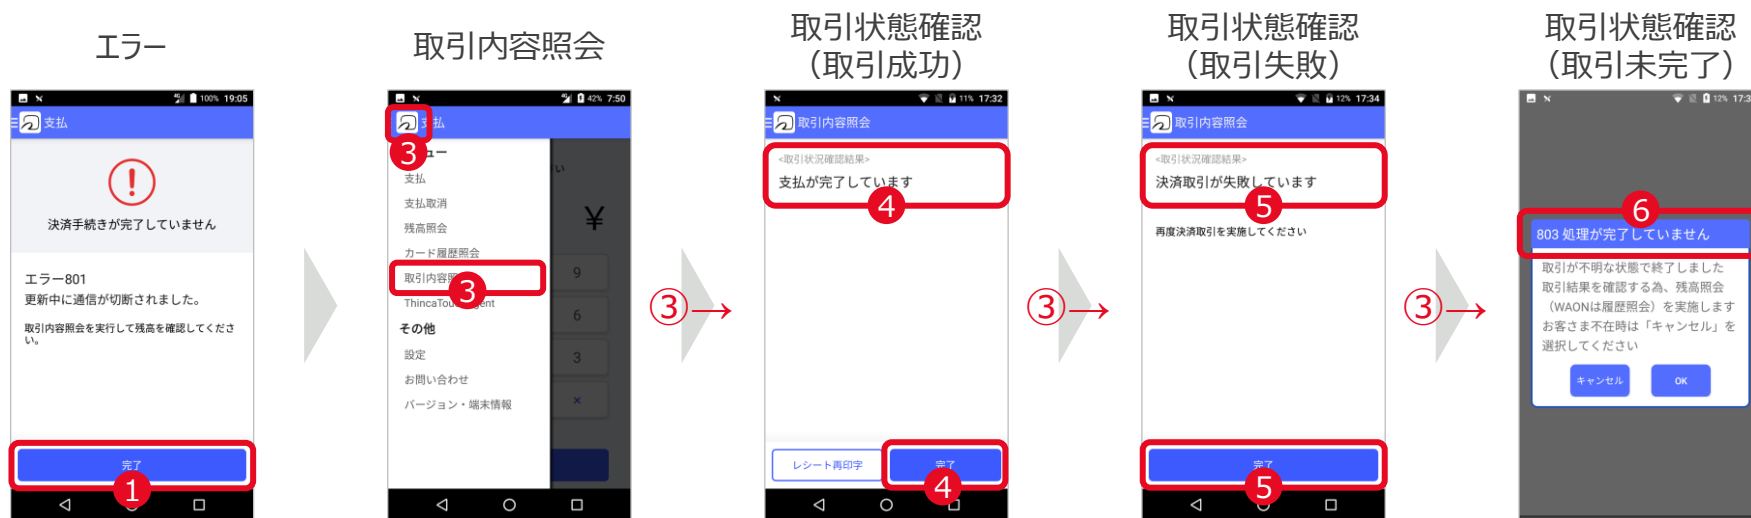 エラー
100% 19:05
支払
決済手続きが完了していません
エラー801
更新中に通信が切断されました。
取引内容照会を実行して残高を確認してくださ
い。
完了
1
取引内容照会
42% 7:50
支払
3
ュー
支払
支払取消
残高照会
カード履歴照会
取引内容照
3
その他
設定
お問い合わせ
バージョン・端末情報
い
¥
9
6
3
×
③→
取引状態確認
（取引成功）
11% 17:32
取引内容照会
<取引状況確認結果>
支払が完了しています
4
レシート再印字
完了
4
③→
取引状態確認
（取引失敗）
12% 17:34
取引内容照会
<取引状況確認結果>
決済取引が失敗しています
5
再度決済取引を実施してください
完了
5
③→
取引状態確認
（取引未完了）
12% 17:3
6
803 処理が完了していません
取引が不明な状態で終了しました
取引結果を確認する為、残高照会
（WAONは履歴照会）を実施します
お客さま不在時は「キャンセル」を
選択してください
キャンセル
OK